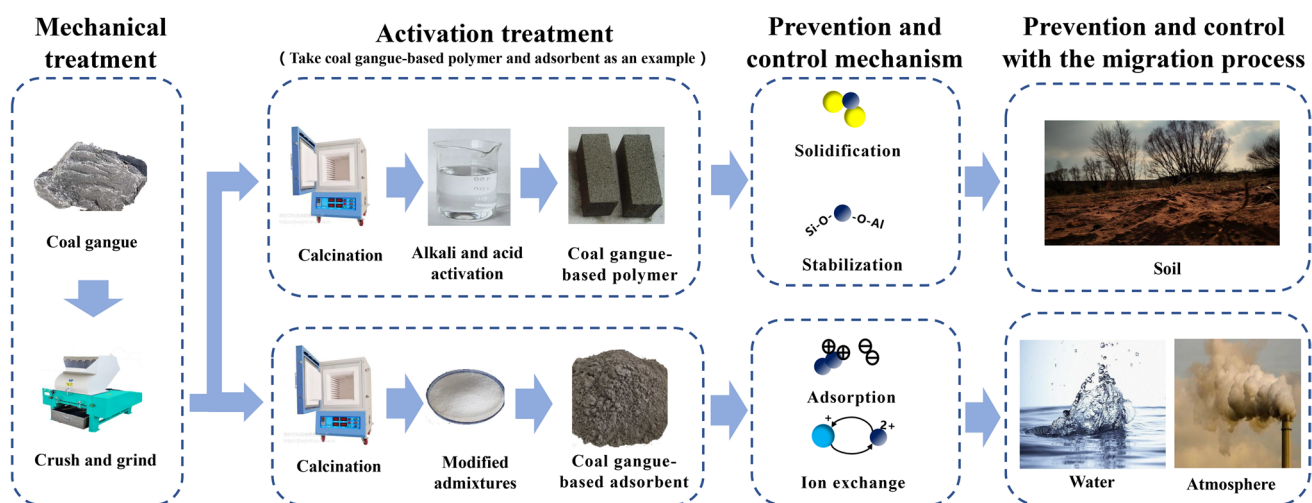 Mechanical
treatment
Activation treatment
( Take coal gangue-based polymer and adsorbent as an example )
Prevention and
control mechanism
Prevention and control
with the migration process
Coal gangue
Crush and grind
Calcination
Alkali and acid
activation
Coal gangue-
based polymer
Solidification
Si-O-
-O-Al
Stabilization
Soil
Calcination
Modified
admixtures
Coal gangue-
based adsorbent
Adsorption
+
2+
Ion exchange
Water
Atmosphere